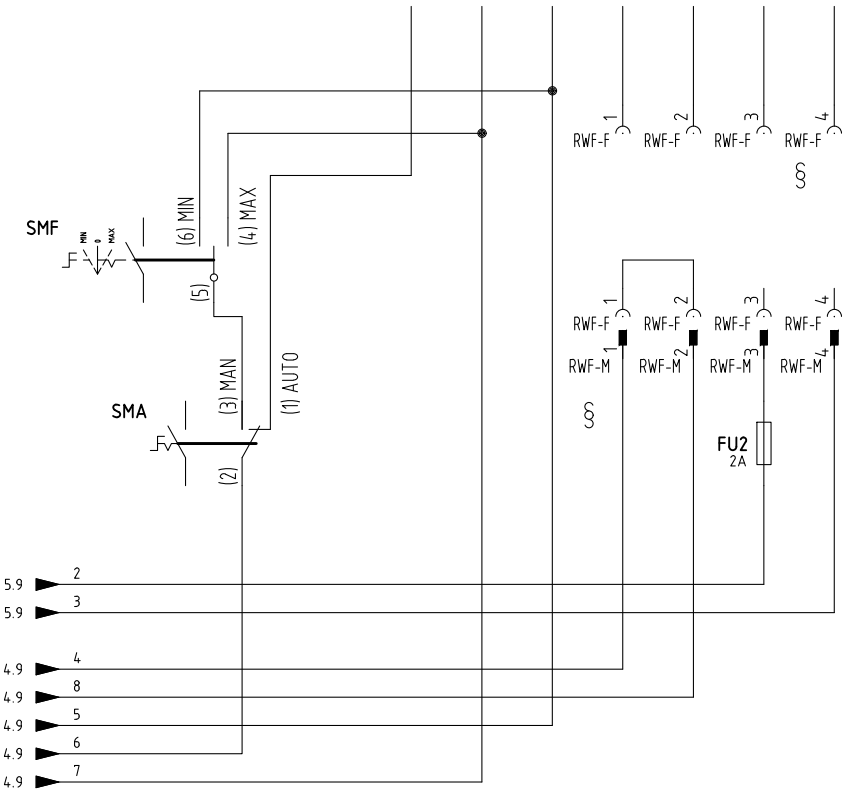 1 2 3 4
RWF-F RWF-F RWF-F RWF-F
§
SMF
MIN 0 MAX
(6) MIN
(4) MAX
(5)
1 2 3 4
RWF-F RWF-F RWF-F RWF-F
1 2 3 4
RWF-M RWF-M RWF-M RWF-M
§
(3) MAN
(1) AUTO
SMA
(2)
FU2
2A
5.9 2
5.9 3
4.9 4
4.9 8
4.9 5
4.9 6
4.9 7